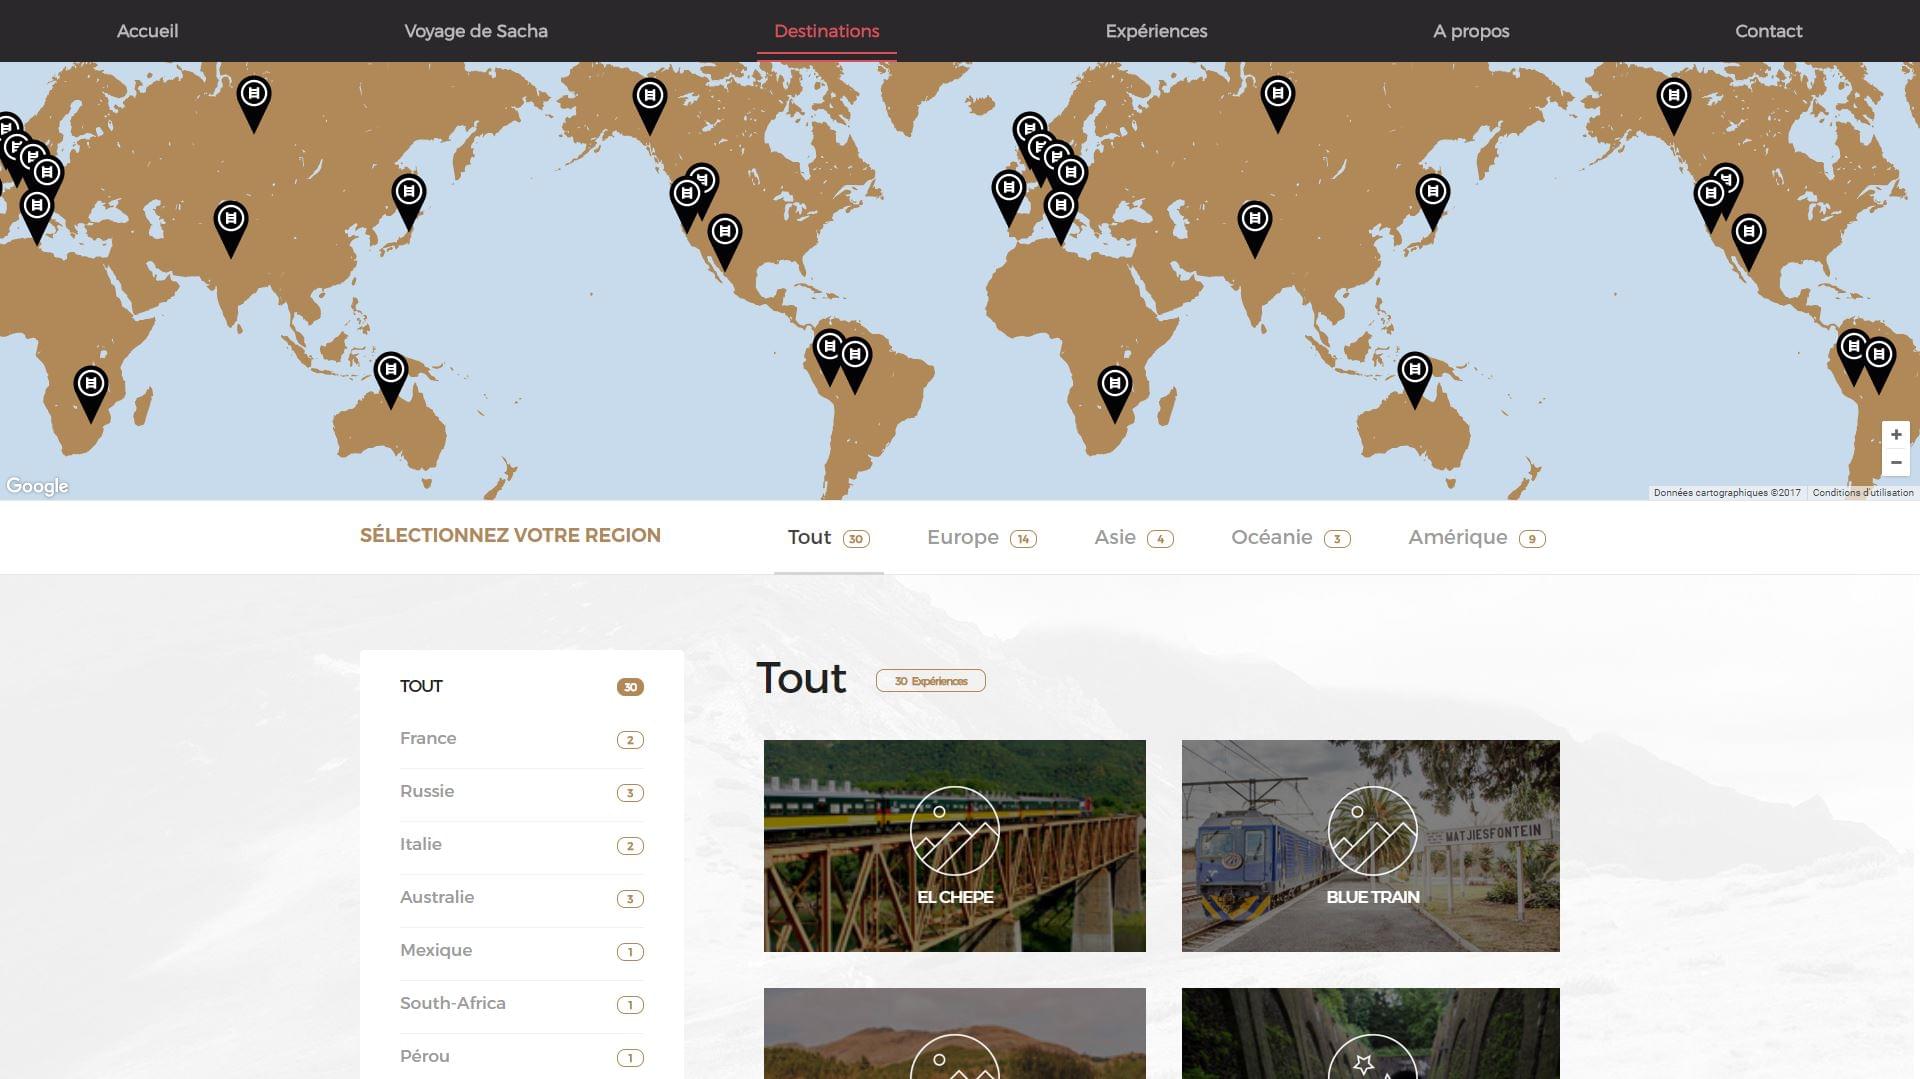 Accueil
Voyage de Sacha
Destinations
Expériences
A propos
Contact
+
−
Google
Données cartographiques ©2017
Conditions d'utilisation
SÉLECTIONNEZ VOTRE REGION
Tout 30
Europe 14
Asie 4
Océanie 3
Amérique 9
TOUT 30
France 2
Russie 3
Italie 2
Australie 3
Mexique 1
South-Africa 1
Pérou 1
Tout
30 Expériences
EL CHEPE
MATJIESFONTEIN
BLUE TRAIN